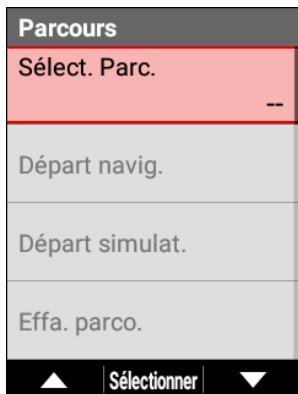 Parcours
Sélect. Parc.
--
Départ navig.
Départ simulat.
Effa. parco.
Sélectionner